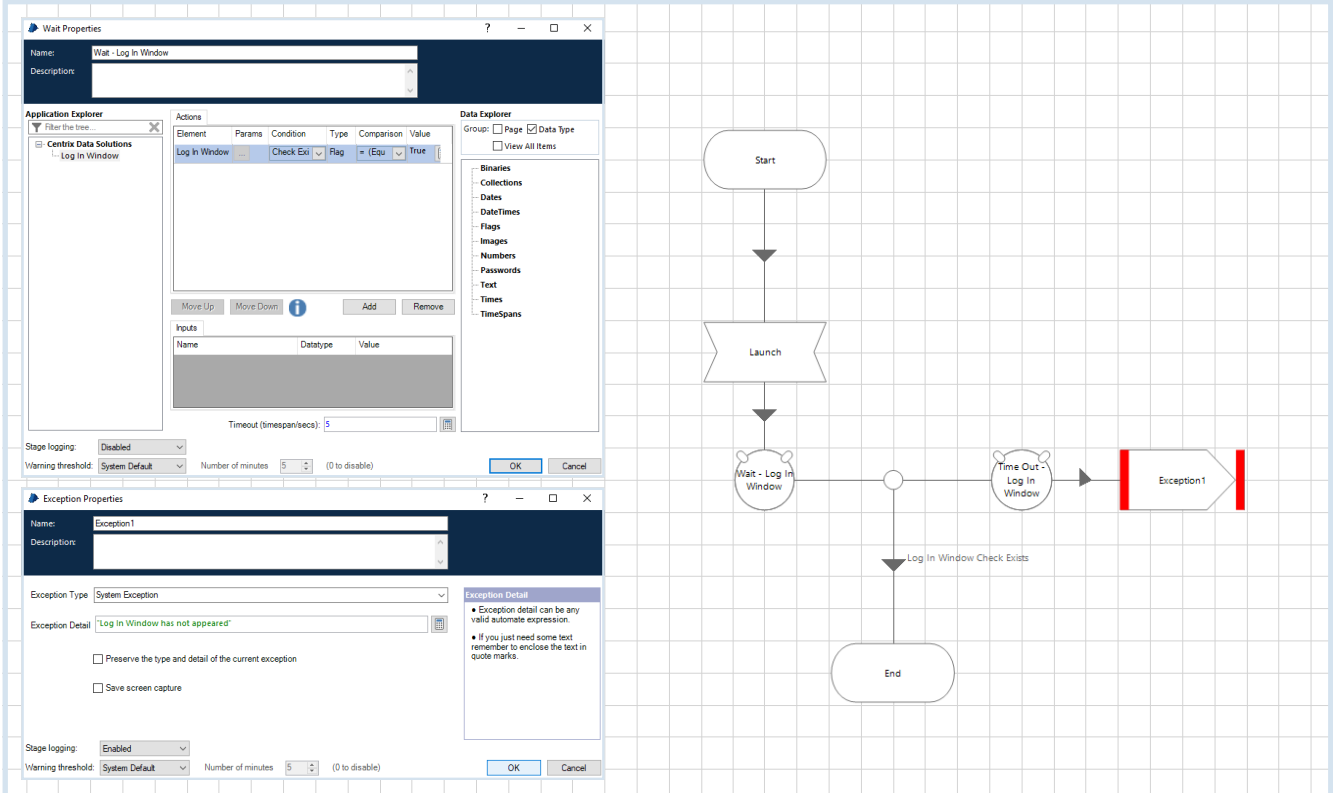 Wait Properties
?
Name:
Wait - Log In Window
Description:
Application Explorer
Filter the tree...
Centrix Data Solutions
Log In Window
Actions
Element Params Condition Type Comparison Value
Log In Window ... Check Exi Flag = (Equ True
Move Up Move Down i Add Remove
Inputs
Name Datatype Value
Timeout (timespan/secs): 5
Data Explorer
Group: Page Data Type
View All Items
Binaries
Collections
Dates
DateTimes
Flags
Images
Numbers
Passwords
Text
Times
TimeSpans
Stage logging: Disabled
Warning threshold: System Default Number of minutes 5 (0 to disable)
OK Cancel
Exception Properties
?
Name:
Exception1
Description:
Exception Type System Exception
Exception Detail "Log In Window has not appeared"
Preserve the type and detail of the current exception
Save screen capture
Exception Detail
● Exception detail can be any
valid automate expression.
● If you just need some text
remember to enclose the text in
quote marks.
Stage logging: Enabled
Warning threshold: System Default Number of minutes 5 (0 to disable)
OK Cancel
Start
Launch
Wait - Log In
Window
Time Out -
Log In
Window
Exception1
Log In Window Check Exists
End